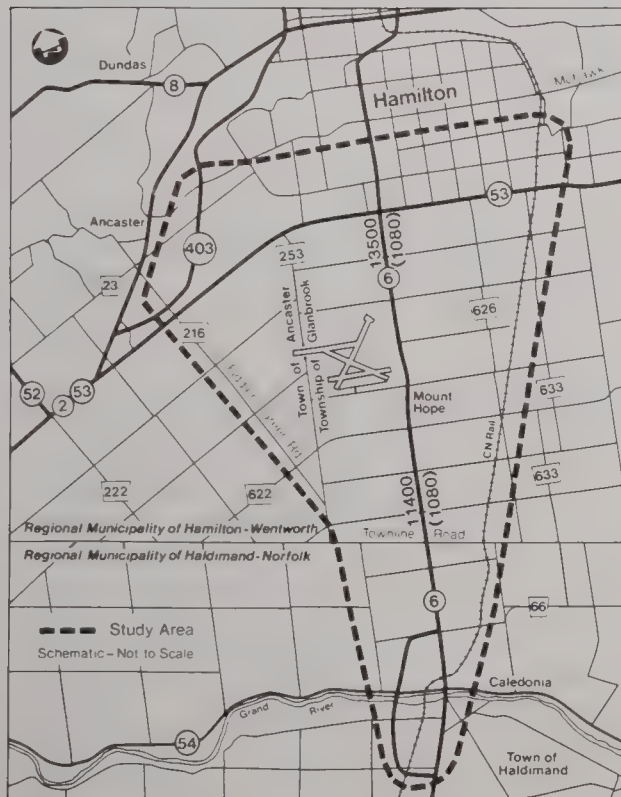 Dundas
8
Hamilton
Ancaster
53
403
253
13500
(1080)
6
23
626
216
Town of Ancaster
Township of Glanbrook
Mount
Hope
633
52
2
53
CN Rail
633
222
622
11400
(1080)
Regional Municipality of Hamilton-Wentworth
Townline Road
Regional Municipality of Haldimand-Norfolk
6
66
Study Area
Schematic - Not to Scale
Caledonia
Grand River
54
Town of
Haldimand